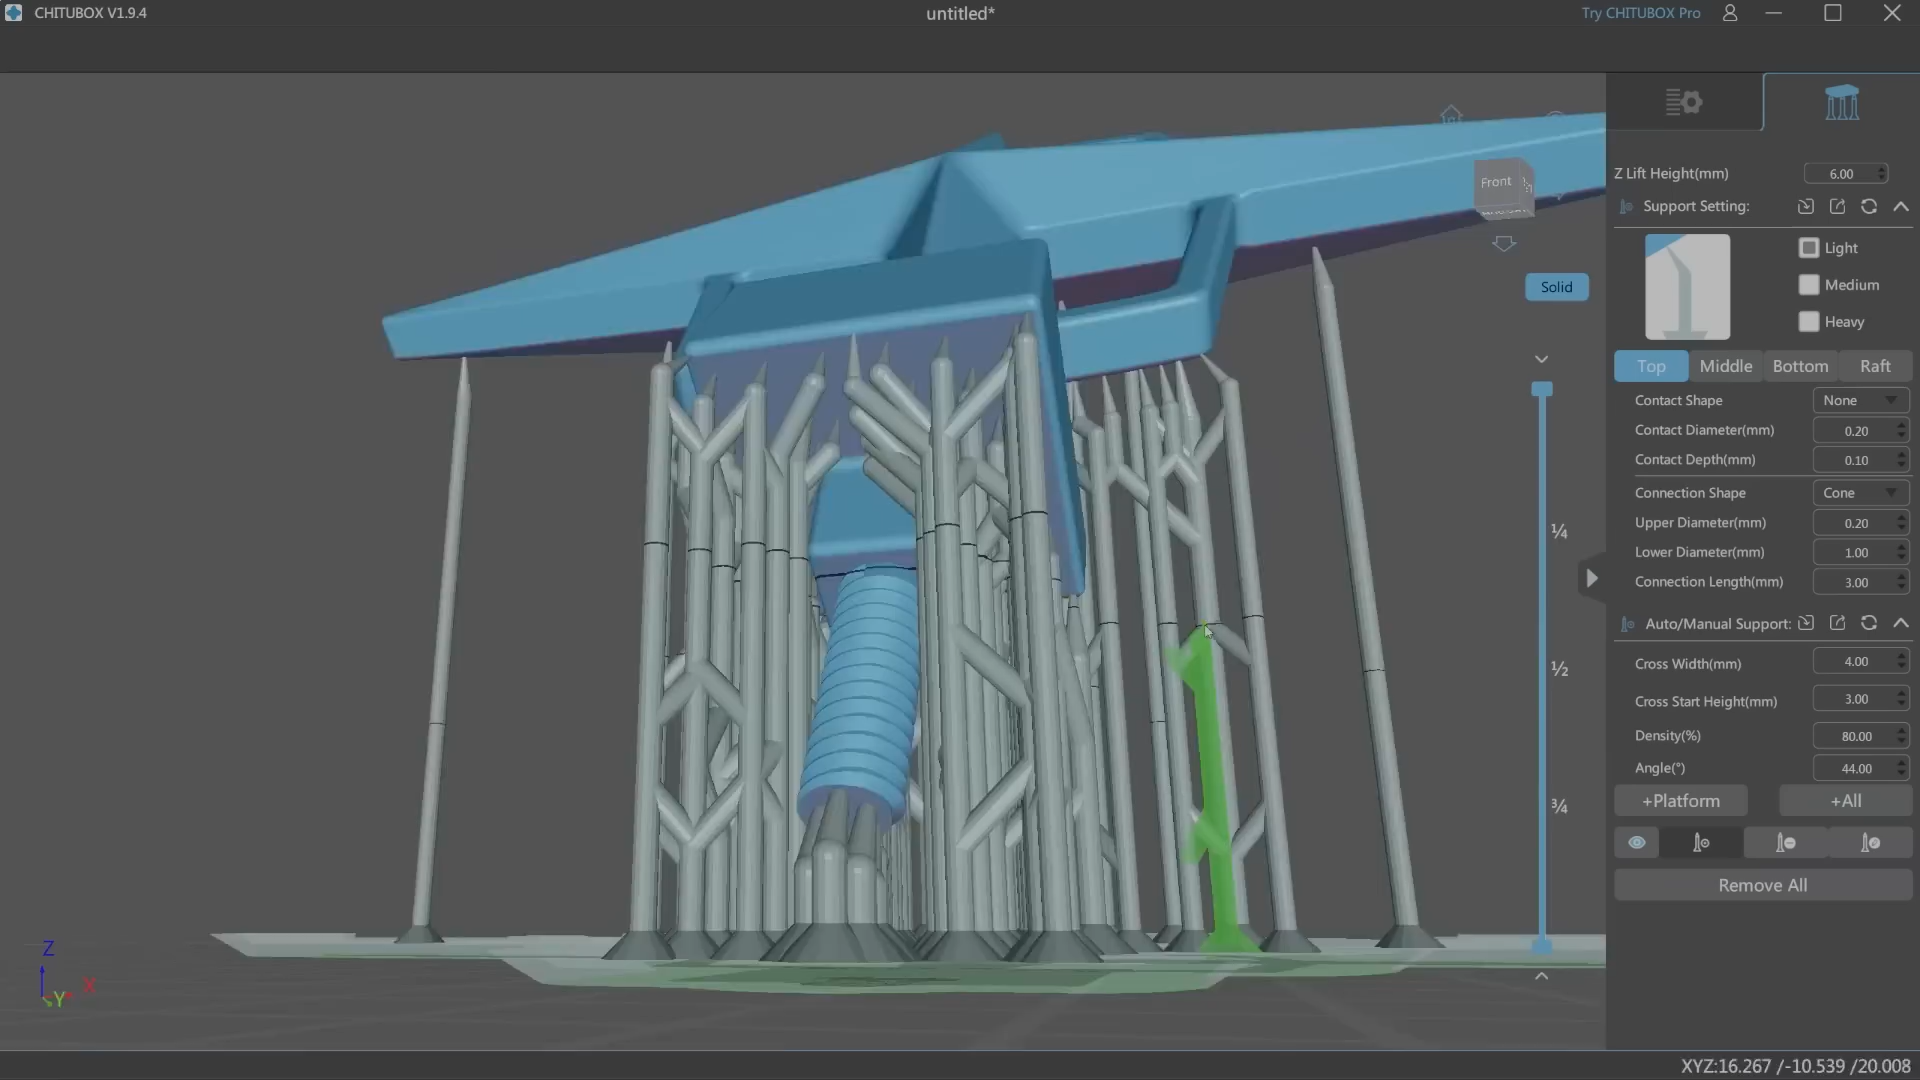 CHITUBOX V1.9.4
untitled*
Try CHITUBOX Pro
Z Lift Height(mm)
6.00
Support Setting:
Light
Medium
Heavy
Top
Middle
Bottom
Raft
Contact Shape
None
Contact Diameter(mm)
0.20
Contact Depth(mm)
0.10
Connection Shape
Cone
Upper Diameter(mm)
0.20
Lower Diameter(mm)
1.00
Connection Length(mm)
3.00
Auto/Manual Support:
Cross Width(mm)
4.00
Cross Start Height(mm)
3.00
Density(%)
80.00
Angle(°)
44.00
+Platform
+All
Remove All
Front
Solid
¼
½
¾
Z
Y
X
XYZ:16.267 /-10.539 /20.008